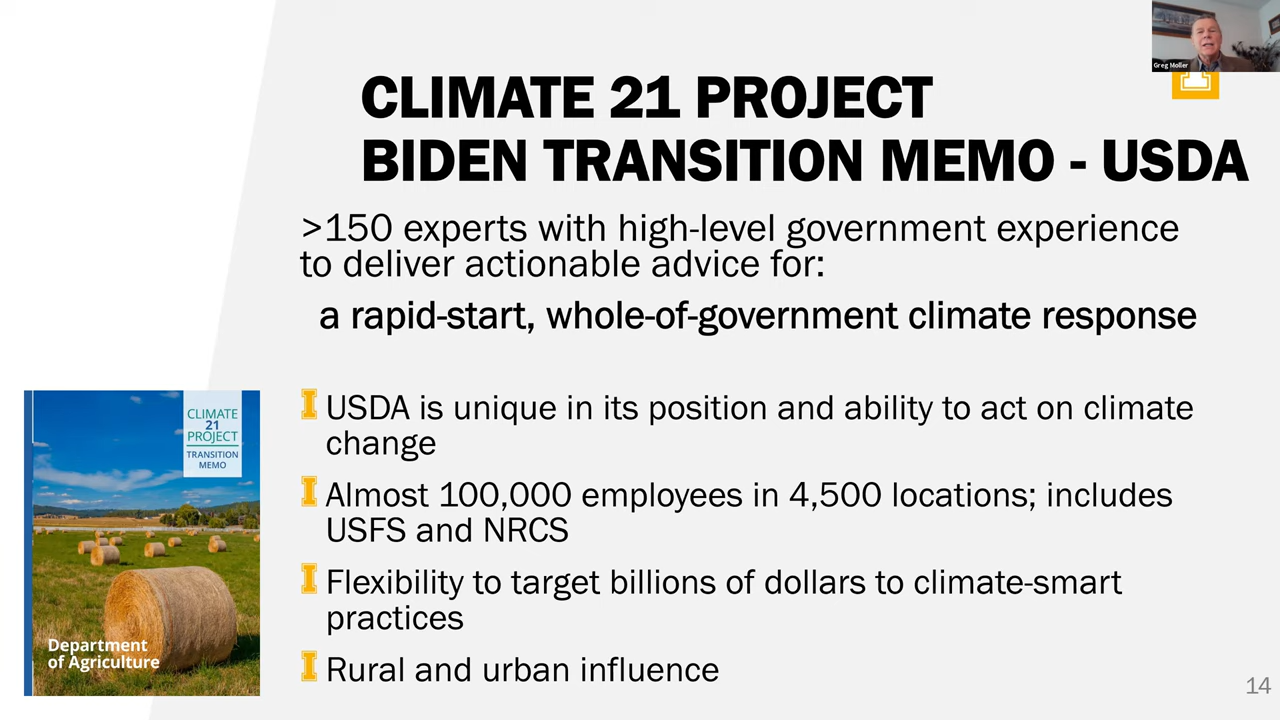 Greg Moller
CLIMATE 21 PROJECT
BIDEN TRANSITION MEMO - USDA
>150 experts with high-level government experience
to deliver actionable advice for:
a rapid-start, whole-of-government climate response
USDA is unique in its position and ability to act on climate
change
Almost 100,000 employees in 4,500 locations; includes
USFS and NRCS
Flexibility to target billions of dollars to climate-smart
practices
Rural and urban influence
CLIMATE
21
PROJECT
TRANSITION
MEMO
Department
of Agriculture
14